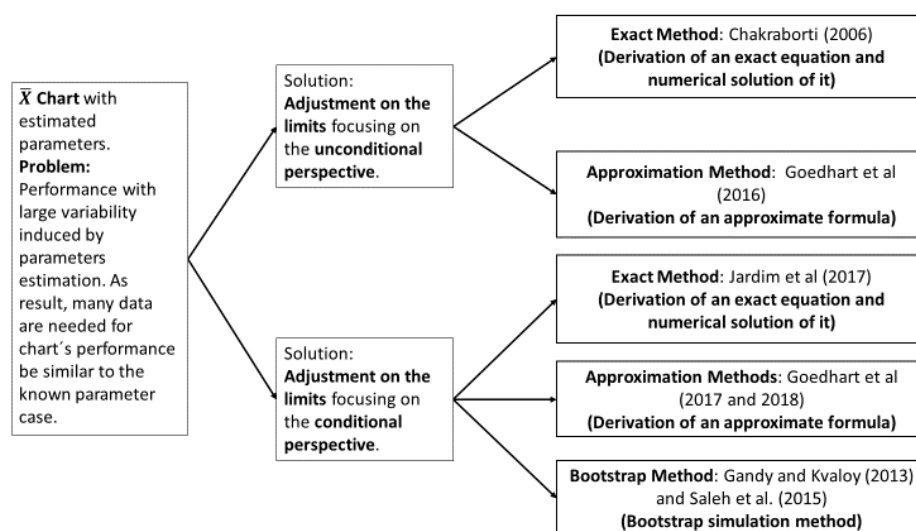 X̅ Chart with
estimated
parameters.
Problem:
Performance with
large variability
induced by
parameters
estimation. As
result, many data
are needed for
chart´s performance
be similar to the
known parameter
case.
Solution:
Adjustment on the
limits focusing on
the unconditional
perspective.
Solution:
Adjustment on the
limits focusing on
the conditional
perspective.
Exact Method: Chakraborti (2006)
(Derivation of an exact equation and
numerical solution of it)
Approximation Method: Goedhart et al
(2016)
(Derivation of an approximate formula)
Exact Method: Jardim et al (2017)
(Derivation of an exact equation and
numerical solution of it)
Approximation Methods: Goedhart et al
(2017 and 2018)
(Derivation of an approximate formula)
Bootstrap Method: Gandy and Kvaloy (2013)
and Saleh et al. (2015)
(Bootstrap simulation method)